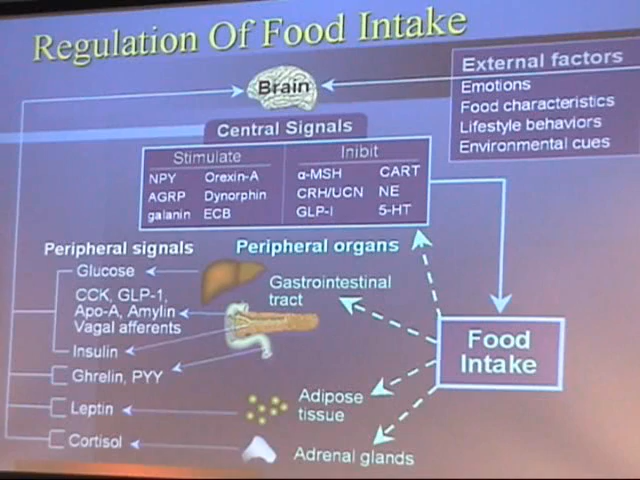 Regulation Of Food Intake
External factors
Emotions
Food characteristics
Lifestyle behaviors
Environmental cues
Brain
Central Signals
Stimulate
NPY Orexin-A
AGRP Dynorphin
galanin ECB
Inibit
α-MSH CART
CRH/UCN NE
GLP-I 5-HT
Peripheral signals
Peripheral organs
Glucose
CCK, GLP-1,
Apo-A, Amylin
Vagal afferents
Insulin
Ghrelin, PYY
Leptin
Cortisol
Gastrointestinal
tract
Adipose
tissue
Adrenal glands
Food
Intake